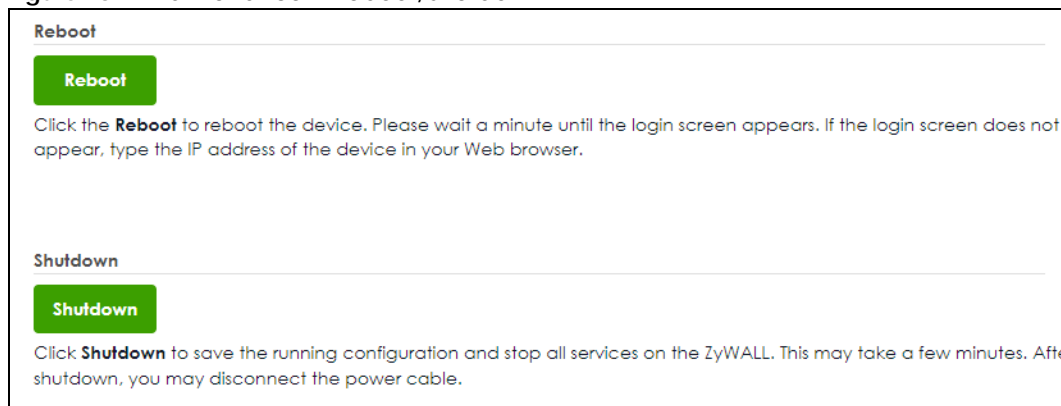 Reboot
Reboot
Click the Reboot to reboot the device. Please wait a minute until the login screen appears. If the login screen does not
appear, type the IP address of the device in your Web browser.
Shutdown
Shutdown
Click Shutdown to save the running configuration and stop all services on the ZyWALL. This may take a few minutes.
shutdown, you may disconnect the power cable.